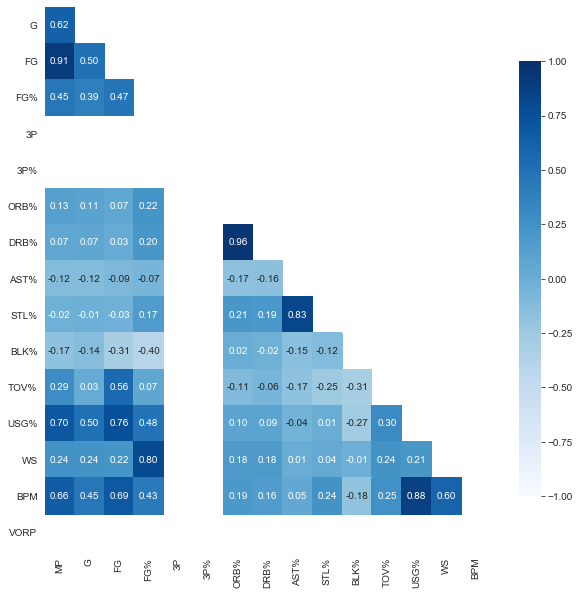 G 0.62
FG 0.91 0.50
FG% 0.45 0.39 0.47
3P
3P%
ORB% 0.13 0.11 0.07 0.22
DRB% 0.07 0.07 0.03 0.20 0.96
AST% -0.12 -0.12 -0.09 -0.07 -0.17 -0.16
STL% -0.02 -0.01 -0.03 0.17 0.21 0.19 0.83
BLK% -0.17 -0.14 -0.31 -0.40 0.02 -0.02 -0.15 -0.12
TOV% 0.29 0.03 0.56 0.07 -0.11 -0.06 -0.17 -0.25 -0.31
USG% 0.70 0.50 0.76 0.48 0.10 0.09 -0.04 0.01 -0.27 0.30
WS 0.24 0.24 0.22 0.80 0.18 0.18 0.01 0.04 -0.01 0.24 0.21
BPM 0.66 0.45 0.69 0.43 0.19 0.16 0.05 0.24 -0.18 0.25 0.88 0.60
VORP
MP G FG FG% 3P 3P% ORB% DRB% AST% STL% BLK% TOV% USG% WS BPM
1.00
0.75
0.50
0.25
0.00
−0.25
−0.50
−0.75
−1.00